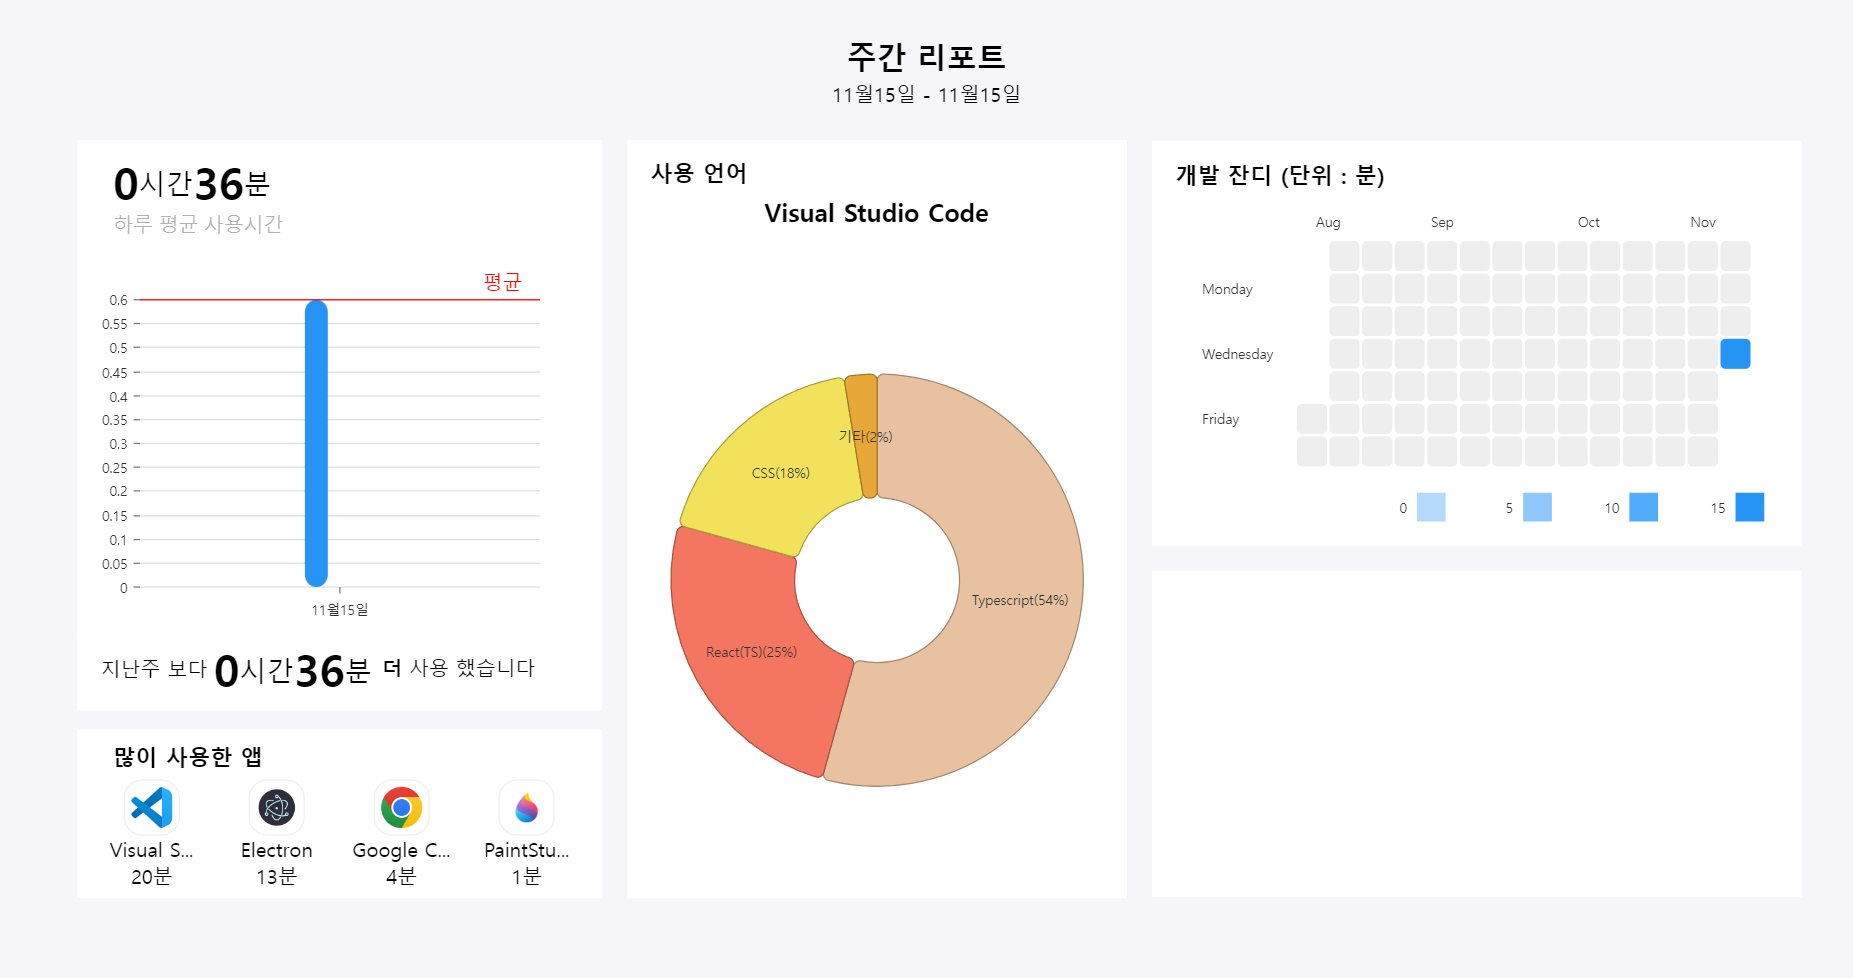 주간 리포트
11월15일 - 11월15일
0시간36분
하루 평균 사용시간
평균
0.6
0.55
0.5
0.45
0.4
0.35
0.3
0.25
0.2
0.15
0.1
0.05
0
11월15일
지난주 보다 0시간36분 더 사용 했습니다
많이 사용한 앱
Visual S... Electron Google C... PaintStu...
20분 13분 4분 1분
사용 언어
Visual Studio Code
기타(2%)
CSS(18%)
Typescript(54%)
React(TS)(25%)
개발 잔디 (단위 : 분)
Aug Sep Oct Nov
Monday
Wednesday
Friday
0 5 10 15